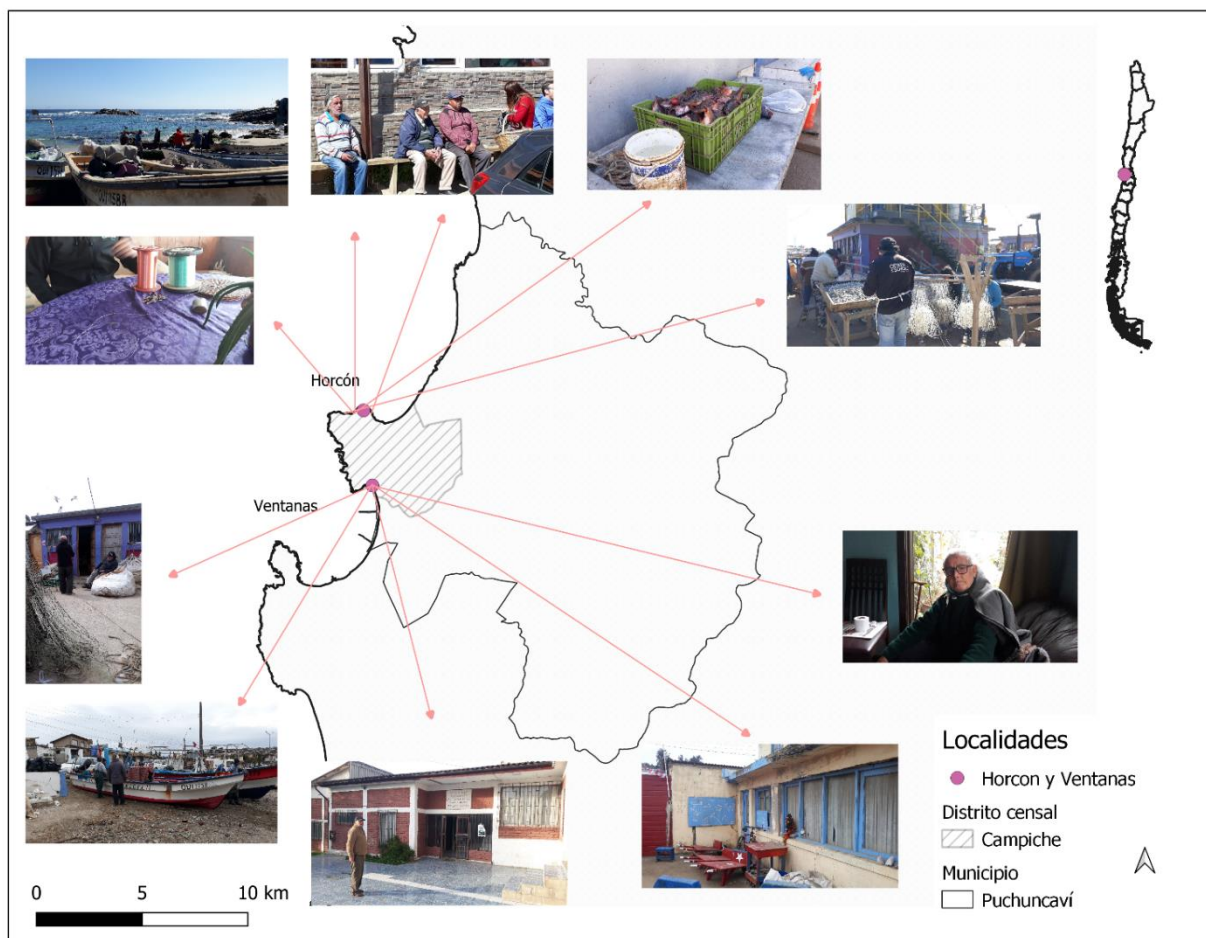 Horcón
Ventanas
0
5
10 km
Localidades
Horcon y Ventanas
Distrito censal
Campiche
Municipio
Puchuncaví